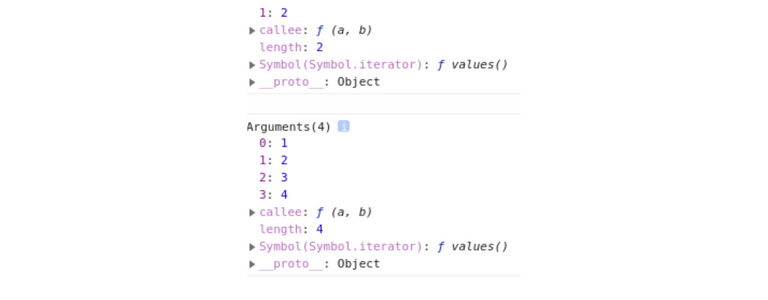 1: 2
callee: ƒ (a, b)
length: 2
Symbol(Symbol.iterator): ƒ values()
__proto__: Object
Arguments(4) i
0: 1
1: 2
2: 3
3: 4
callee: ƒ (a, b)
length: 4
Symbol(Symbol.iterator): ƒ values()
__proto__: Object